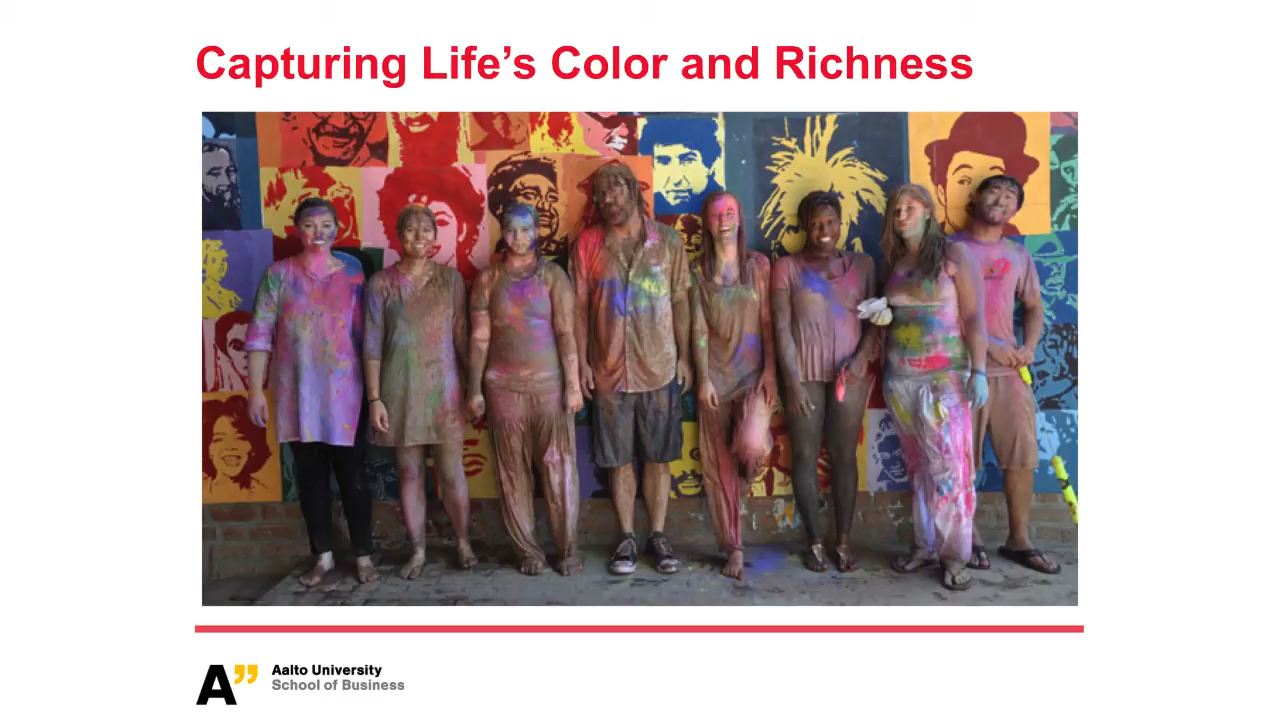 Capturing Life’s Color and Richness
A”
Aalto University
School of Business